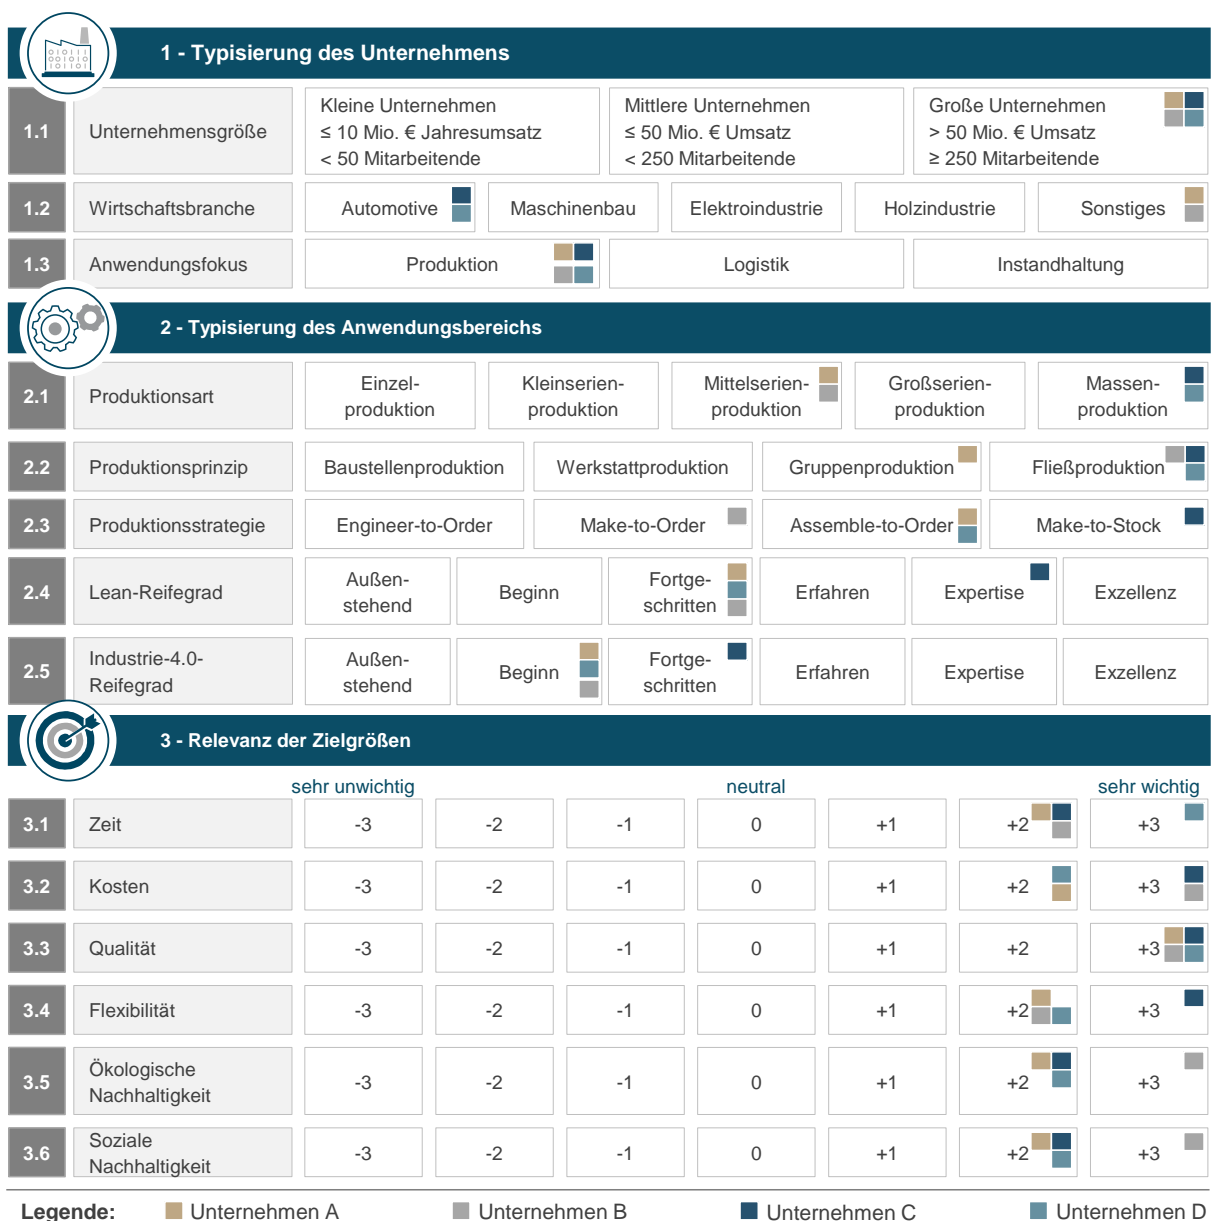 1 - Typisierung des Unternehmens
010111
001010
101101
1.1
Unternehmensgröße
Kleine Unternehmen
≤ 10 Mio. € Jahresumsatz
< 50 Mitarbeitende
Mittlere Unternehmen
≤ 50 Mio. € Umsatz
< 250 Mitarbeitende
Große Unternehmen
> 50 Mio. € Umsatz
≥ 250 Mitarbeitende
1.2
Wirtschaftsbranche
Automotive
Maschinenbau
Elektroindustrie
Holzindustrie
Sonstiges
1.3
Anwendungsfokus
Produktion
Logistik
Instandhaltung
2 - Typisierung des Anwendungsbereichs
2.1
Produktionsart
Einzel-
produktion
Kleinserien-
produktion
Mittelserien-
produktion
Großserien-
produktion
Massen-
produktion
2.2
Produktionsprinzip
Baustellenproduktion
Werkstattproduktion
Gruppenproduktion
Fließproduktion
2.3
Produktionsstrategie
Engineer-to-Order
Make-to-Order
Assemble-to-Order
Make-to-Stock
2.4
Lean-Reifegrad
Außen-
stehend
Beginn
Fortge-
schritten
Erfahren
Expertise
Exzellenz
2.5
Industrie-4.0-
Reifegrad
Außen-
stehend
Beginn
Fortge-
schritten
Erfahren
Expertise
Exzellenz
3 - Relevanz der Zielgrößen
sehr unwichtig
neutral
sehr wichtig
3.1
Zeit
-3
-2
-1
0
+1
+2
+3
3.2
Kosten
-3
-2
-1
0
+1
+2
+3
3.3
Qualität
-3
-2
-1
0
+1
+2
+3
3.4
Flexibilität
-3
-2
-1
0
+1
+2
+3
3.5
Ökologische
Nachhaltigkeit
-3
-2
-1
0
+1
+2
+3
3.6
Soziale
Nachhaltigkeit
-3
-2
-1
0
+1
+2
+3
Legende:
Unternehmen A
Unternehmen B
Unternehmen C
Unternehmen D